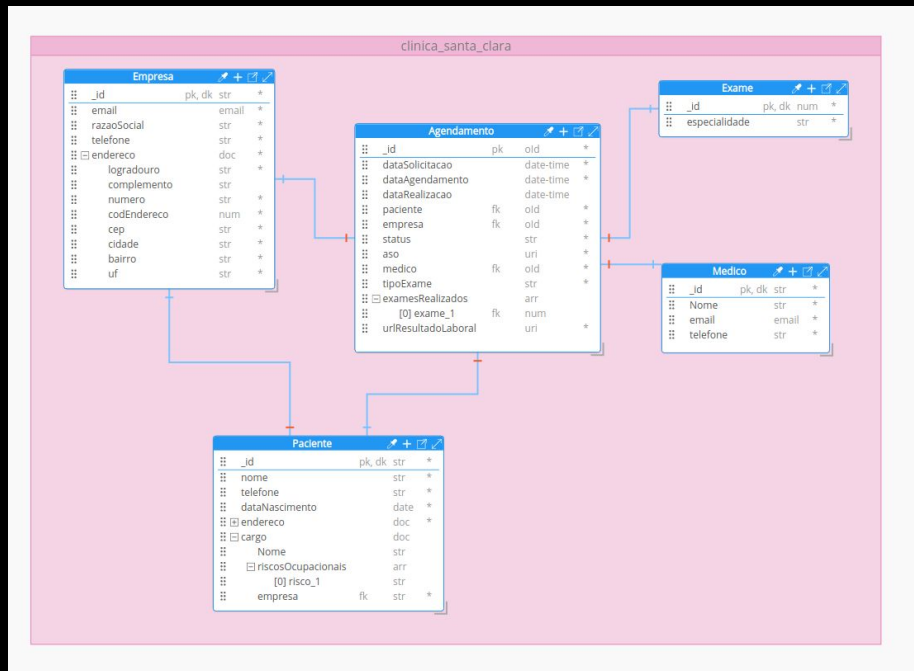 clinica_santa_clara
Empresa
_id pk, dk str *
email email *
razaoSocial str *
telefone str *
endereco doc *
logradouro str *
complemento str
numero str *
codEndereco num *
cep str *
cidade str *
bairro str *
uf str *
Agendamento
_id pk oId *
dataSolicitacao date-time *
dataAgendamento date-time *
dataRealizacao date-time
paciente fk oId *
empresa fk oId *
status str *
aso uri *
medico fk oId *
tipoExame str *
examesRealizados arr
[0] exame_1 fk num
urlResultadoLaboral uri *
Exame
_id pk, dk num *
especialidade str *
Medico
_id pk, dk str *
Nome str *
email email *
telefone str *
Paciente
_id pk, dk str *
nome str *
telefone str *
dataNascimento date *
endereco doc *
cargo doc
Nome str
riscosOcupacionais arr
[0] risco_1 str
empresa fk str *